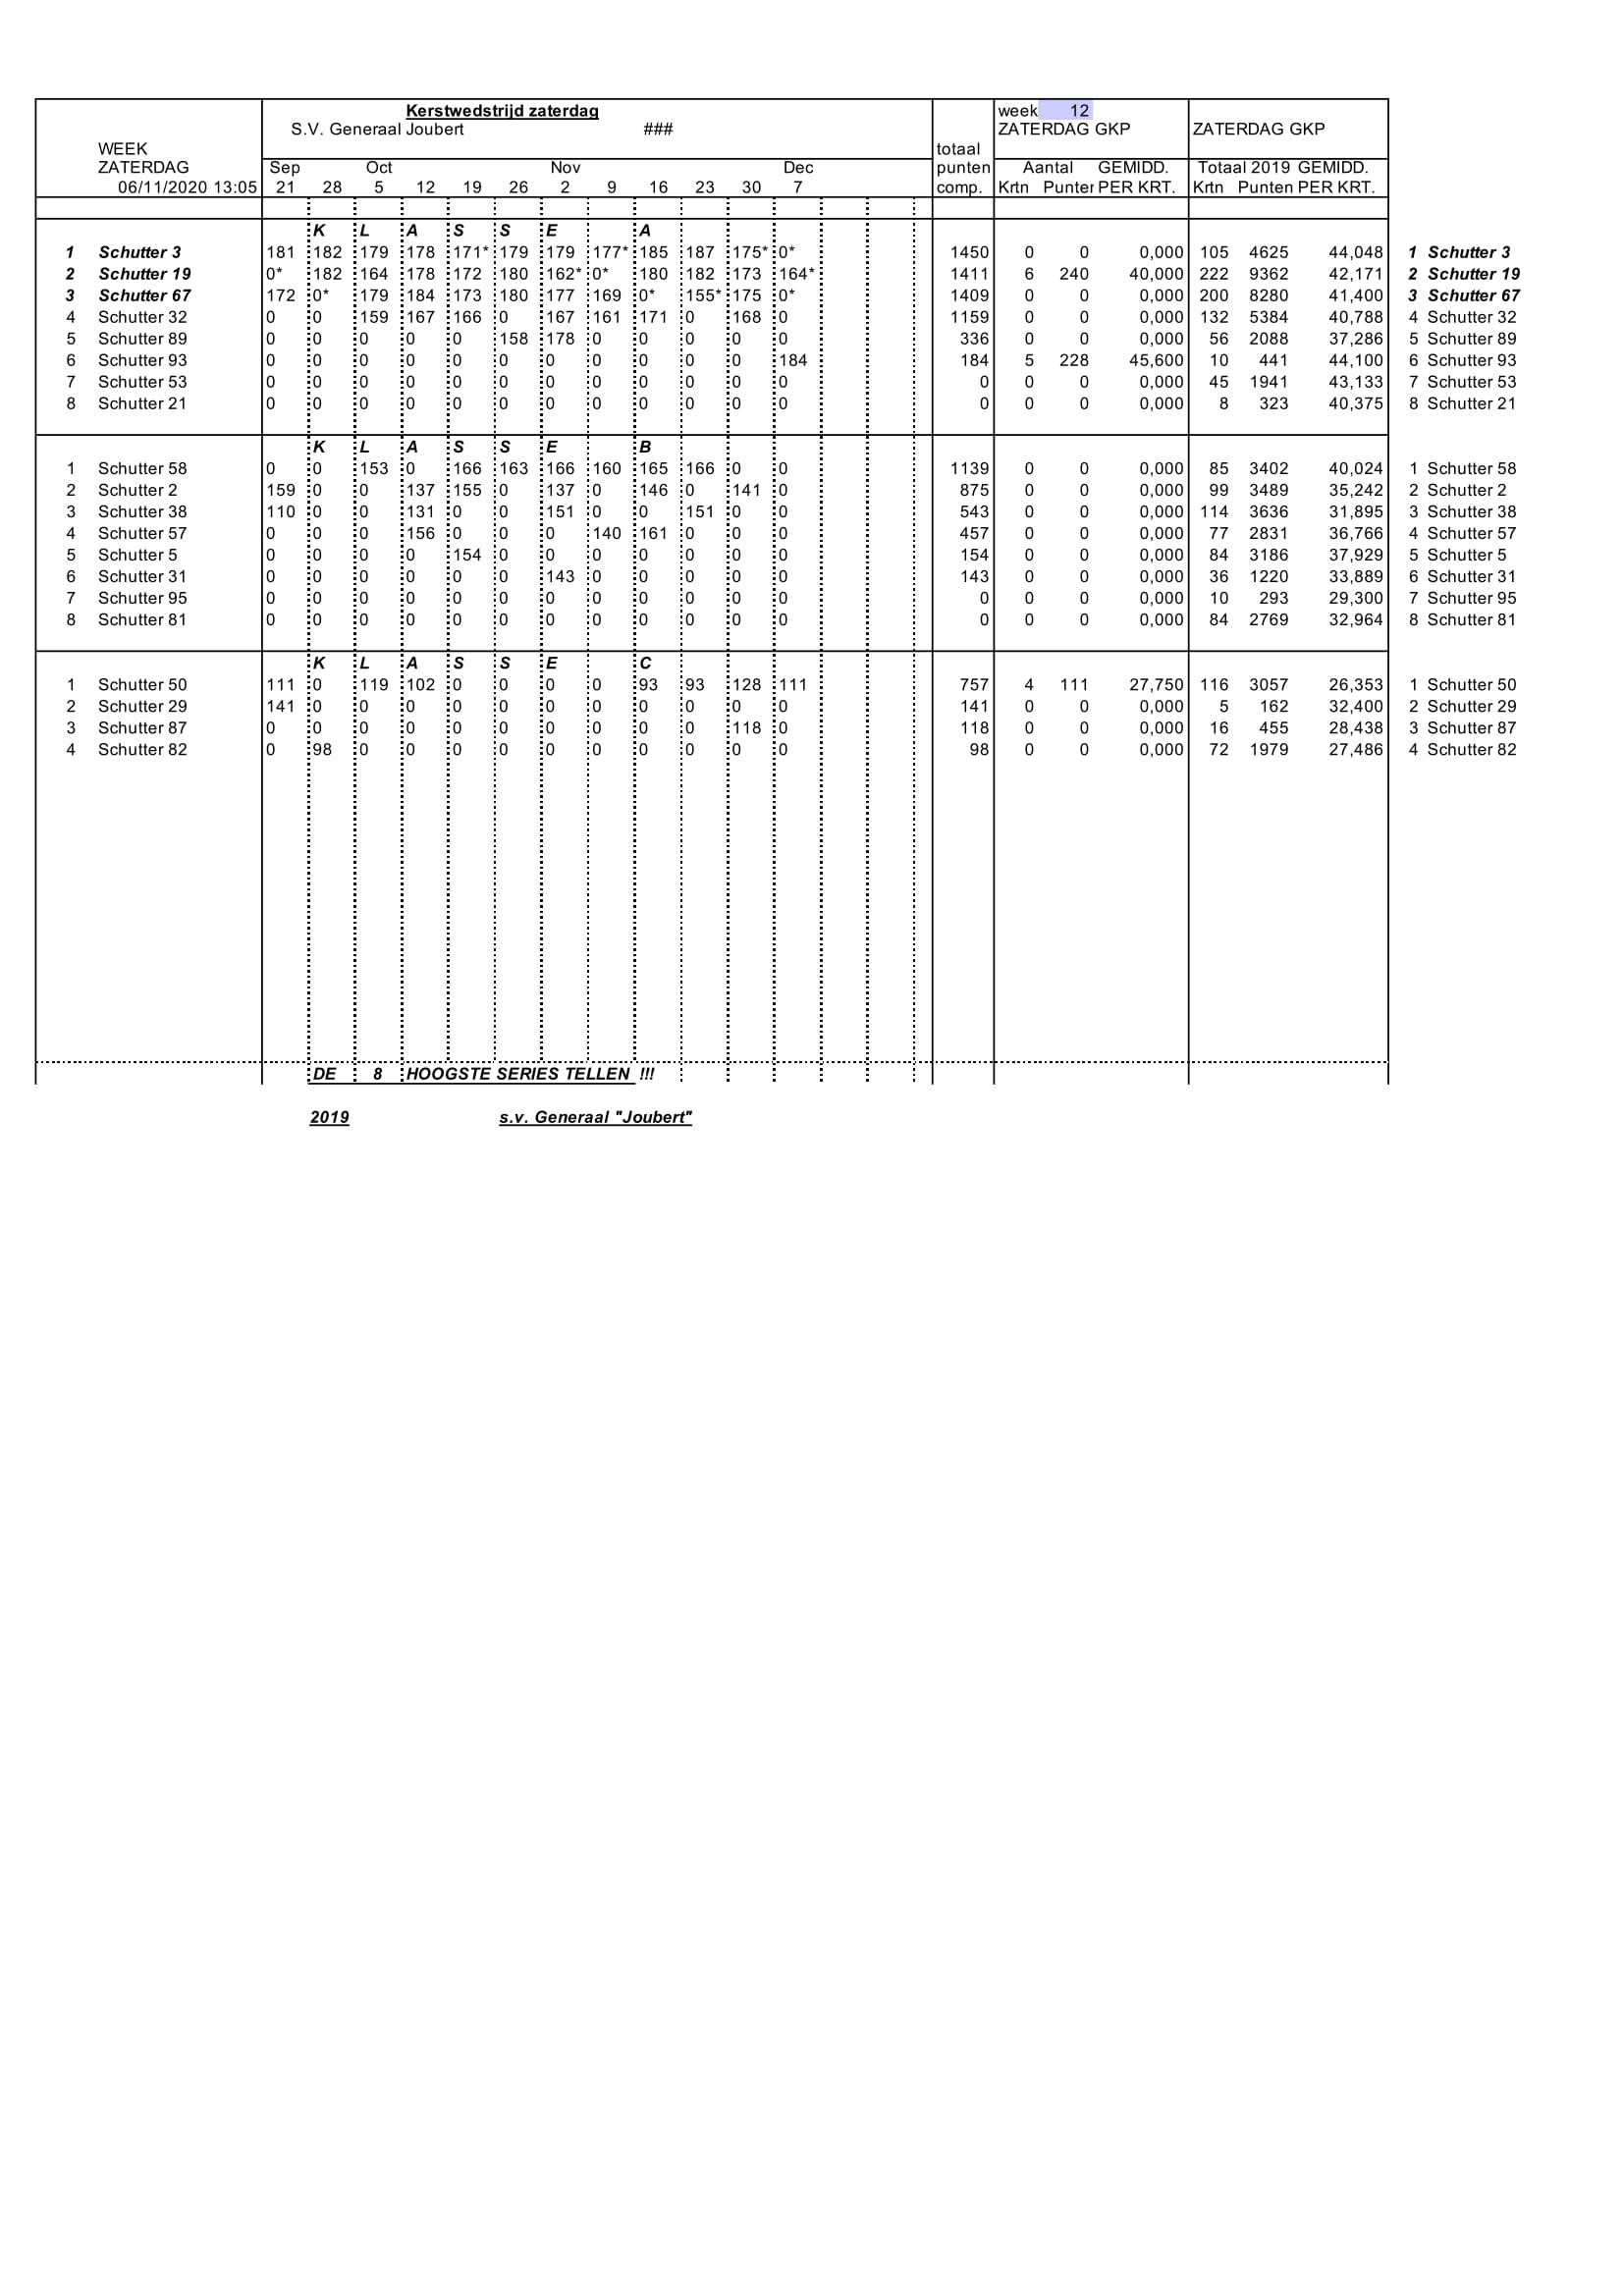 Kerstwedstrijd zaterdag week 12
S.V. Generaal Joubert ### ZATERDAG GKP ZATERDAG GKP
WEEK totaal
ZATERDAG Sep Oct Nov Dec punten Aantal GEMIDD. Totaal 2019 GEMIDD.
06/11/2020 13:05 21 28 5 12 19 26 2 9 16 23 30 7 comp. Krtn Punten PER KRT. Krtn Punten PER KRT.
K L A S S E A
1 Schutter 3 181 182 179 178 171* 179 179 177* 185 187 175* 0* 1450 0 0 0,000 105 4625 44,048 1 Schutter 3
2 Schutter 19 0* 182 164 178 172 180 162* 0* 180 182 173 164* 1411 6 240 40,000 222 9362 42,171 2 Schutter 19
3 Schutter 67 172 0* 179 184 173 180 177 169 0* 155* 175 0* 1409 0 0 0,000 200 8280 41,400 3 Schutter 67
4 Schutter 32 0 0 159 167 166 0 167 161 171 0 168 0 1159 0 0 0,000 132 5384 40,788 4 Schutter 32
5 Schutter 89 0 0 0 0 0 158 178 0 0 0 0 0 336 0 0 0,000 56 2088 37,286 5 Schutter 89
6 Schutter 93 0 0 0 0 0 0 0 0 0 0 0 184 184 5 228 45,600 10 441 44,100 6 Schutter 93
7 Schutter 53 0 0 0 0 0 0 0 0 0 0 0 0 0 0 0 0,000 45 1941 43,133 7 Schutter 53
8 Schutter 21 0 0 0 0 0 0 0 0 0 0 0 0 0 0 0 0,000 8 323 40,375 8 Schutter 21
K L A S S E B
1 Schutter 58 0 0 153 0 166 163 166 160 165 166 0 0 1139 0 0 0,000 85 3402 40,024 1 Schutter 58
2 Schutter 2 159 0 0 137 155 0 137 0 146 0 141 0 875 0 0 0,000 99 3489 35,242 2 Schutter 2
3 Schutter 38 110 0 0 131 0 0 151 0 0 151 0 0 543 0 0 0,000 114 3636 31,895 3 Schutter 38
4 Schutter 57 0 0 0 156 0 0 0 140 161 0 0 0 457 0 0 0,000 77 2831 36,766 4 Schutter 57
5 Schutter 5 0 0 0 0 154 0 0 0 0 0 0 0 154 0 0 0,000 84 3186 37,929 5 Schutter 5
6 Schutter 31 0 0 0 0 0 0 143 0 0 0 0 0 143 0 0 0,000 36 1220 33,889 6 Schutter 31
7 Schutter 95 0 0 0 0 0 0 0 0 0 0 0 0 0 0 0 0,000 10 293 29,300 7 Schutter 95
8 Schutter 81 0 0 0 0 0 0 0 0 0 0 0 0 0 0 0 0,000 84 2769 32,964 8 Schutter 81
K L A S S E C
1 Schutter 50 111 0 119 102 0 0 0 0 93 93 128 111 757 4 111 27,750 116 3057 26,353 1 Schutter 50
2 Schutter 29 141 0 0 0 0 0 0 0 0 0 0 0 141 0 0 0,000 5 162 32,400 2 Schutter 29
3 Schutter 87 0 0 0 0 0 0 0 0 0 0 118 0 118 0 0 0,000 16 455 28,438 3 Schutter 87
4 Schutter 82 0 98 0 0 0 0 0 0 0 0 0 0 98 0 0 0,000 72 1979 27,486 4 Schutter 82
DE 8 HOOGSTE SERIES TELLEN !!!
2019 s.v. Generaal "Joubert"